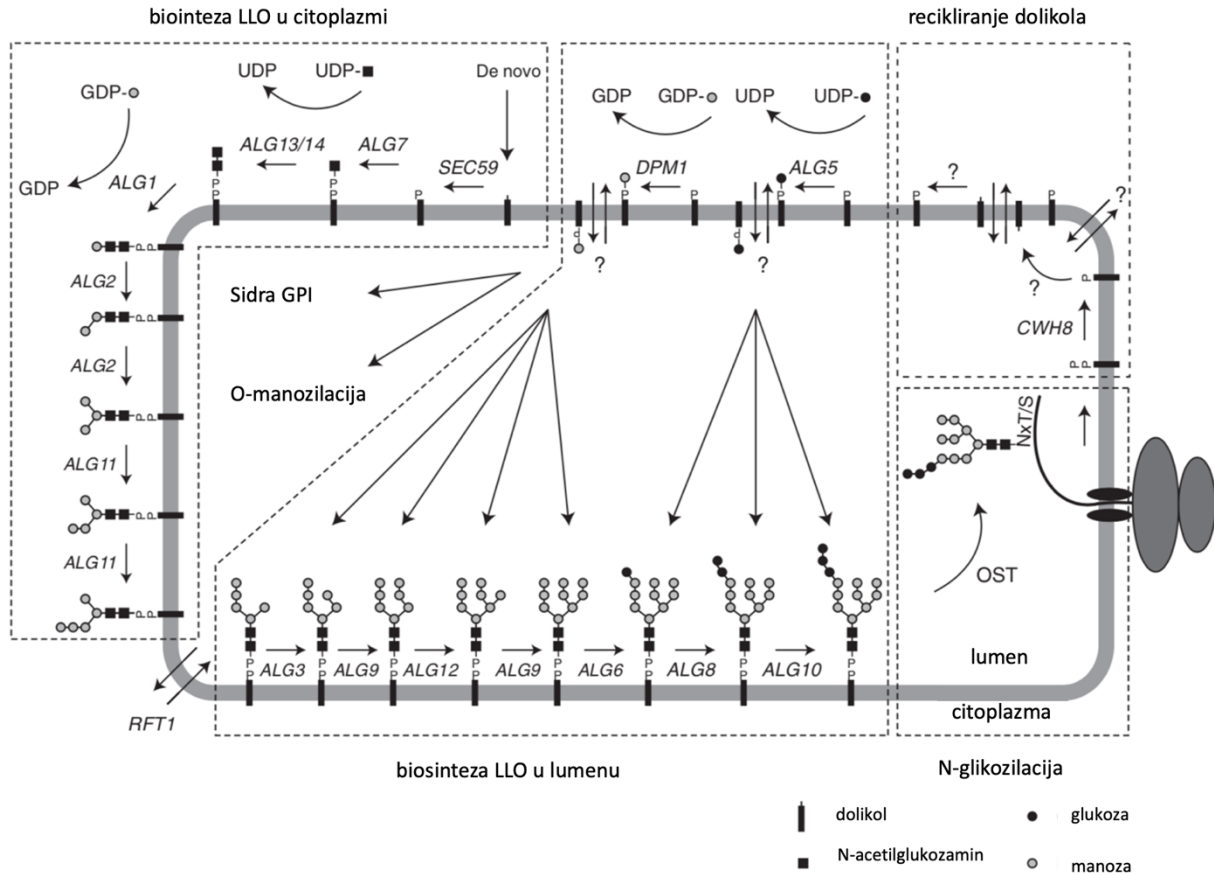 biointeza LLO u citoplazmi
recikliranje dolikola
UDP
UDP-
De novo
GDP-
GDP
GDP-
UDP
UDP-
GDP
ALG1
ALG13/14
ALG7
SEC59
DPM1
ALG5
?
?
P P
P P
P
P
P
P
P
P
P
P
P
P
?
?
?
P
CWH8
P P
P P
ALG2
P P
ALG2
P P
ALG11
P P
ALG11
P P
Sidra GPI
O-manozilacija
NxT/S
OST
lumen
citoplazma
P P
P P
P P
P P
P P
P P
P P
P P
ALG3
ALG9
ALG12
ALG9
ALG6
ALG8
ALG10
RFT1
biosinteza LLO u lumenu
N-glikozilacija
dolikol
glukoza
N-acetilglukozamin
manoza